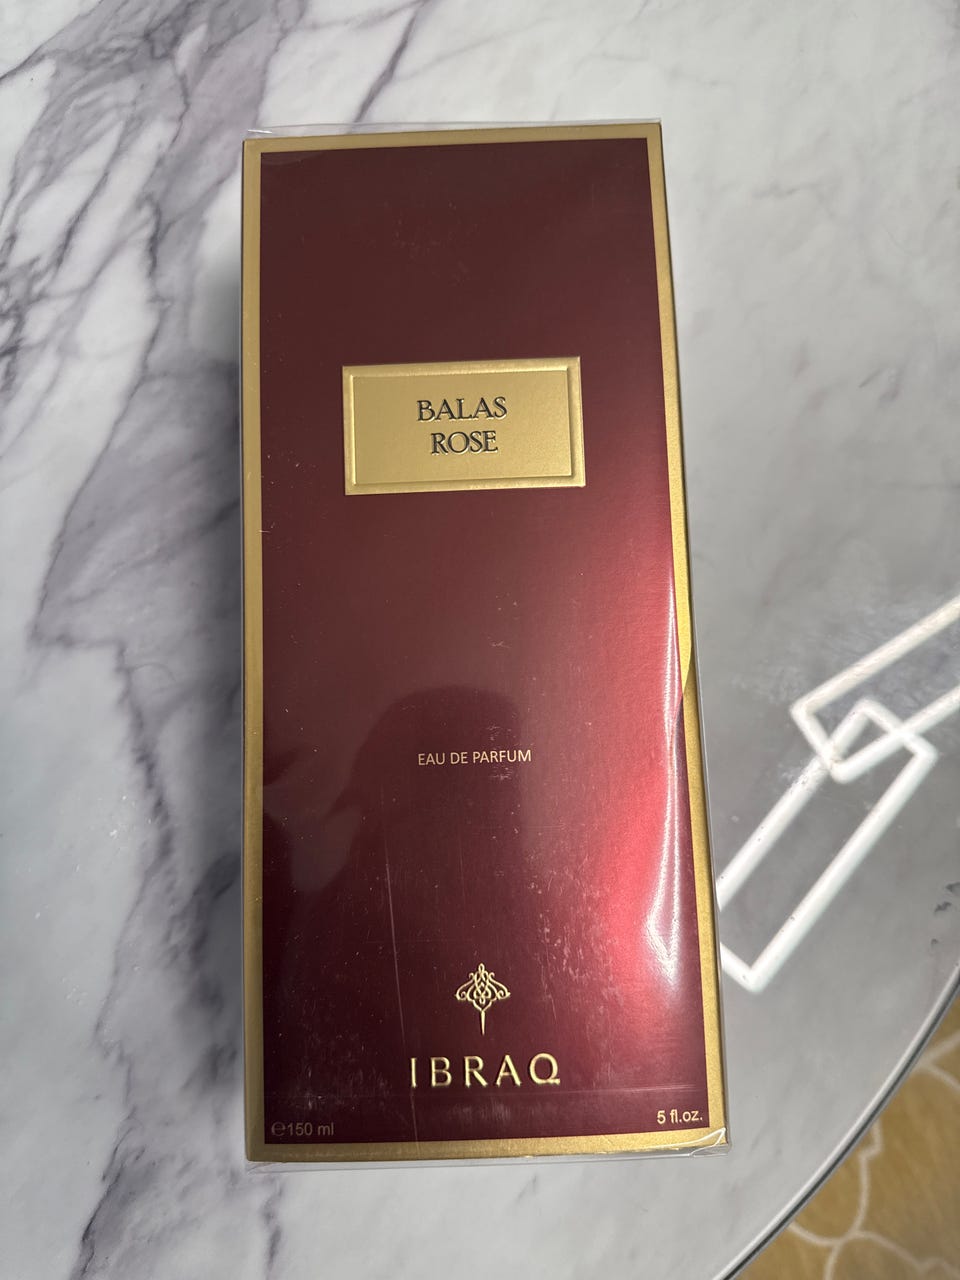 BALAS
ROSE
EAU DE PARFUM
IBRAQ
℮150 ml
5 fl.oz.